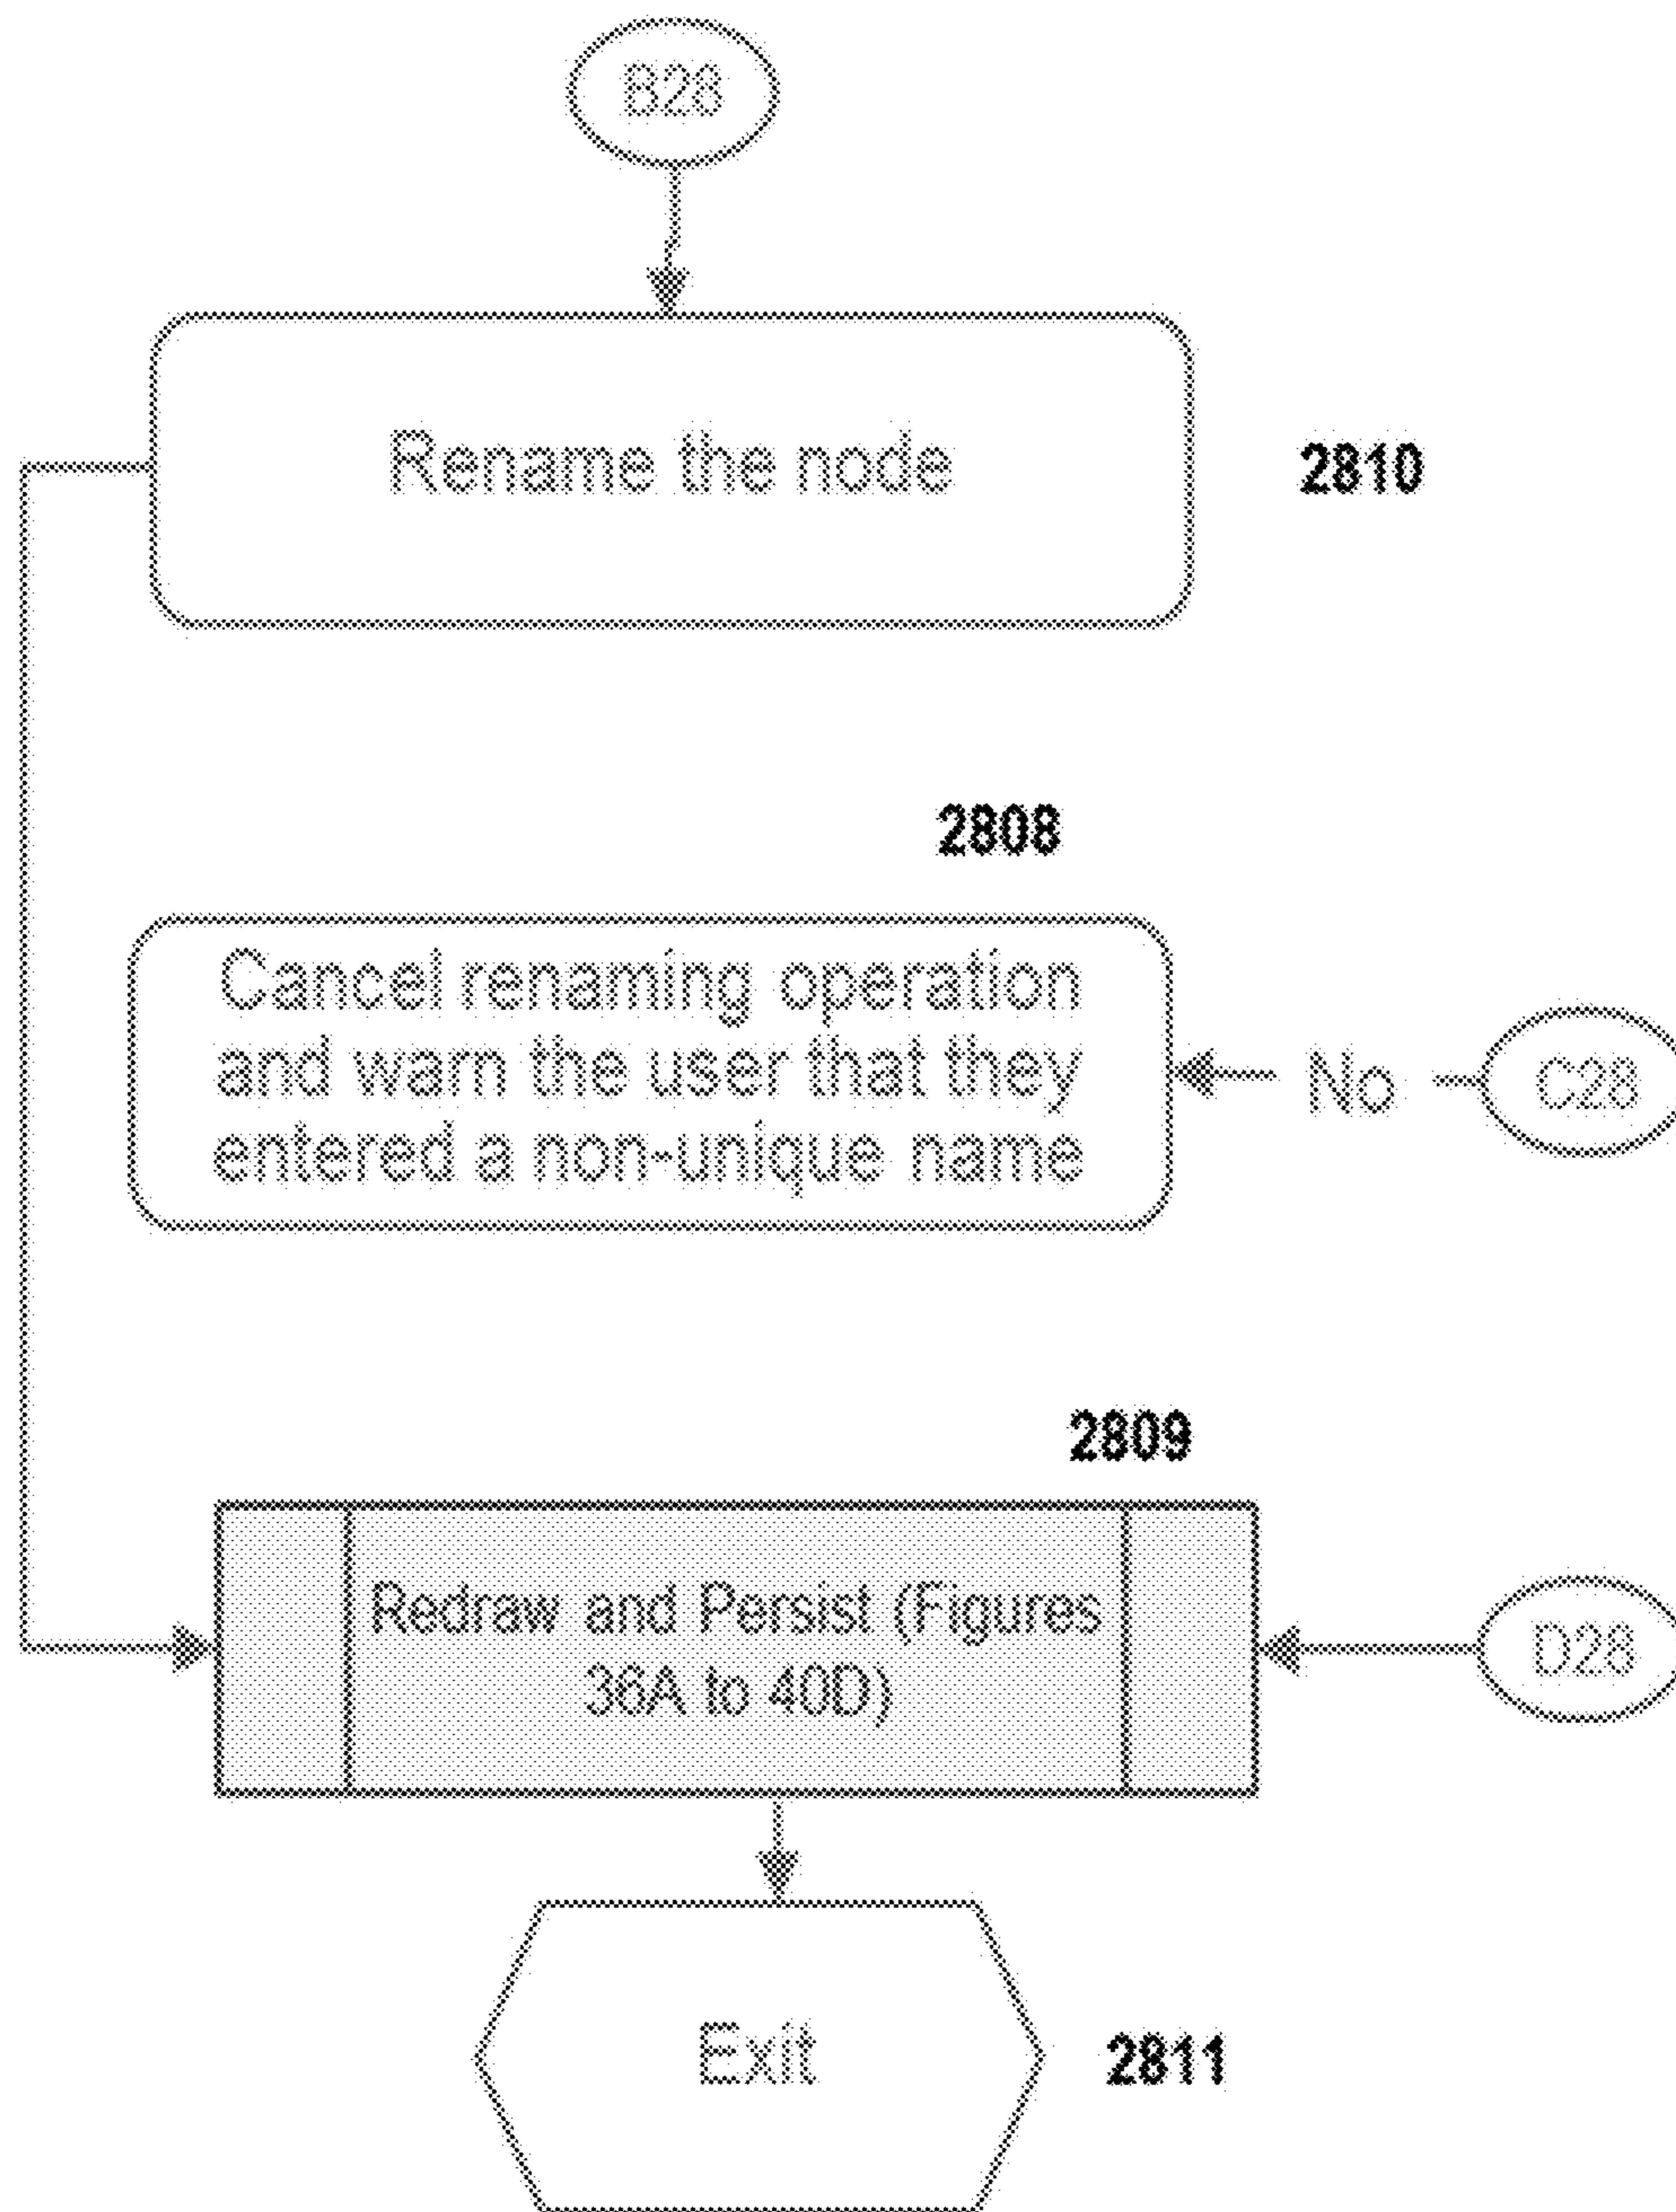 B28
Rename the node
2810
2808
Cancel renaming operation
and warn the user that they
entered a non-unique name
No
C28
2809
Redraw and Persist (Figures
36A to 40D)
D28
Exit
2811